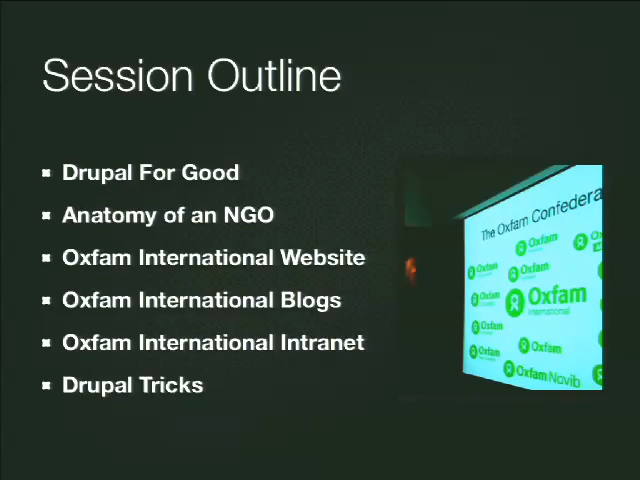 Session Outline
Drupal For Good
Anatomy of an NGO
Oxfam International Website
Oxfam International Blogs
Oxfam International Intranet
Drupal Tricks
The Oxfam Confedera
Oxfam
Oxfam
Oxfam
Oxfam
Oxfam
International
Oxfam
Oxfam
Oxfam
Oxfam Novib